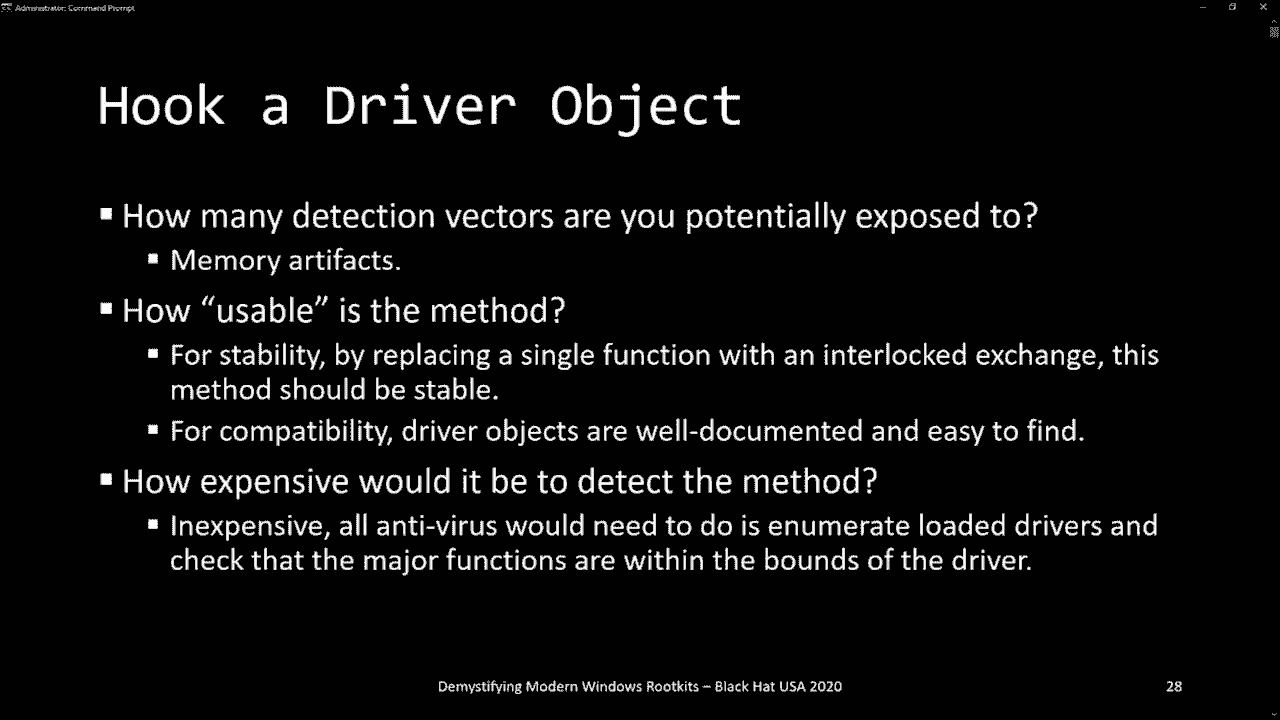 Administrator: Command Prompt
Hook a Driver Object
▪ How many detection vectors are you potentially exposed to?
▪ Memory artifacts.
▪ How “usable” is the method?
▪ For stability, by replacing a single function with an interlocked exchange, this
method should be stable.
▪ For compatibility, driver objects are well-documented and easy to find.
▪ How expensive would it be to detect the method?
▪ Inexpensive, all anti-virus would need to do is enumerate loaded drivers and
check that the major functions are within the bounds of the driver.
Demystifying Modern Windows Rootkits – Black Hat USA 2020
28